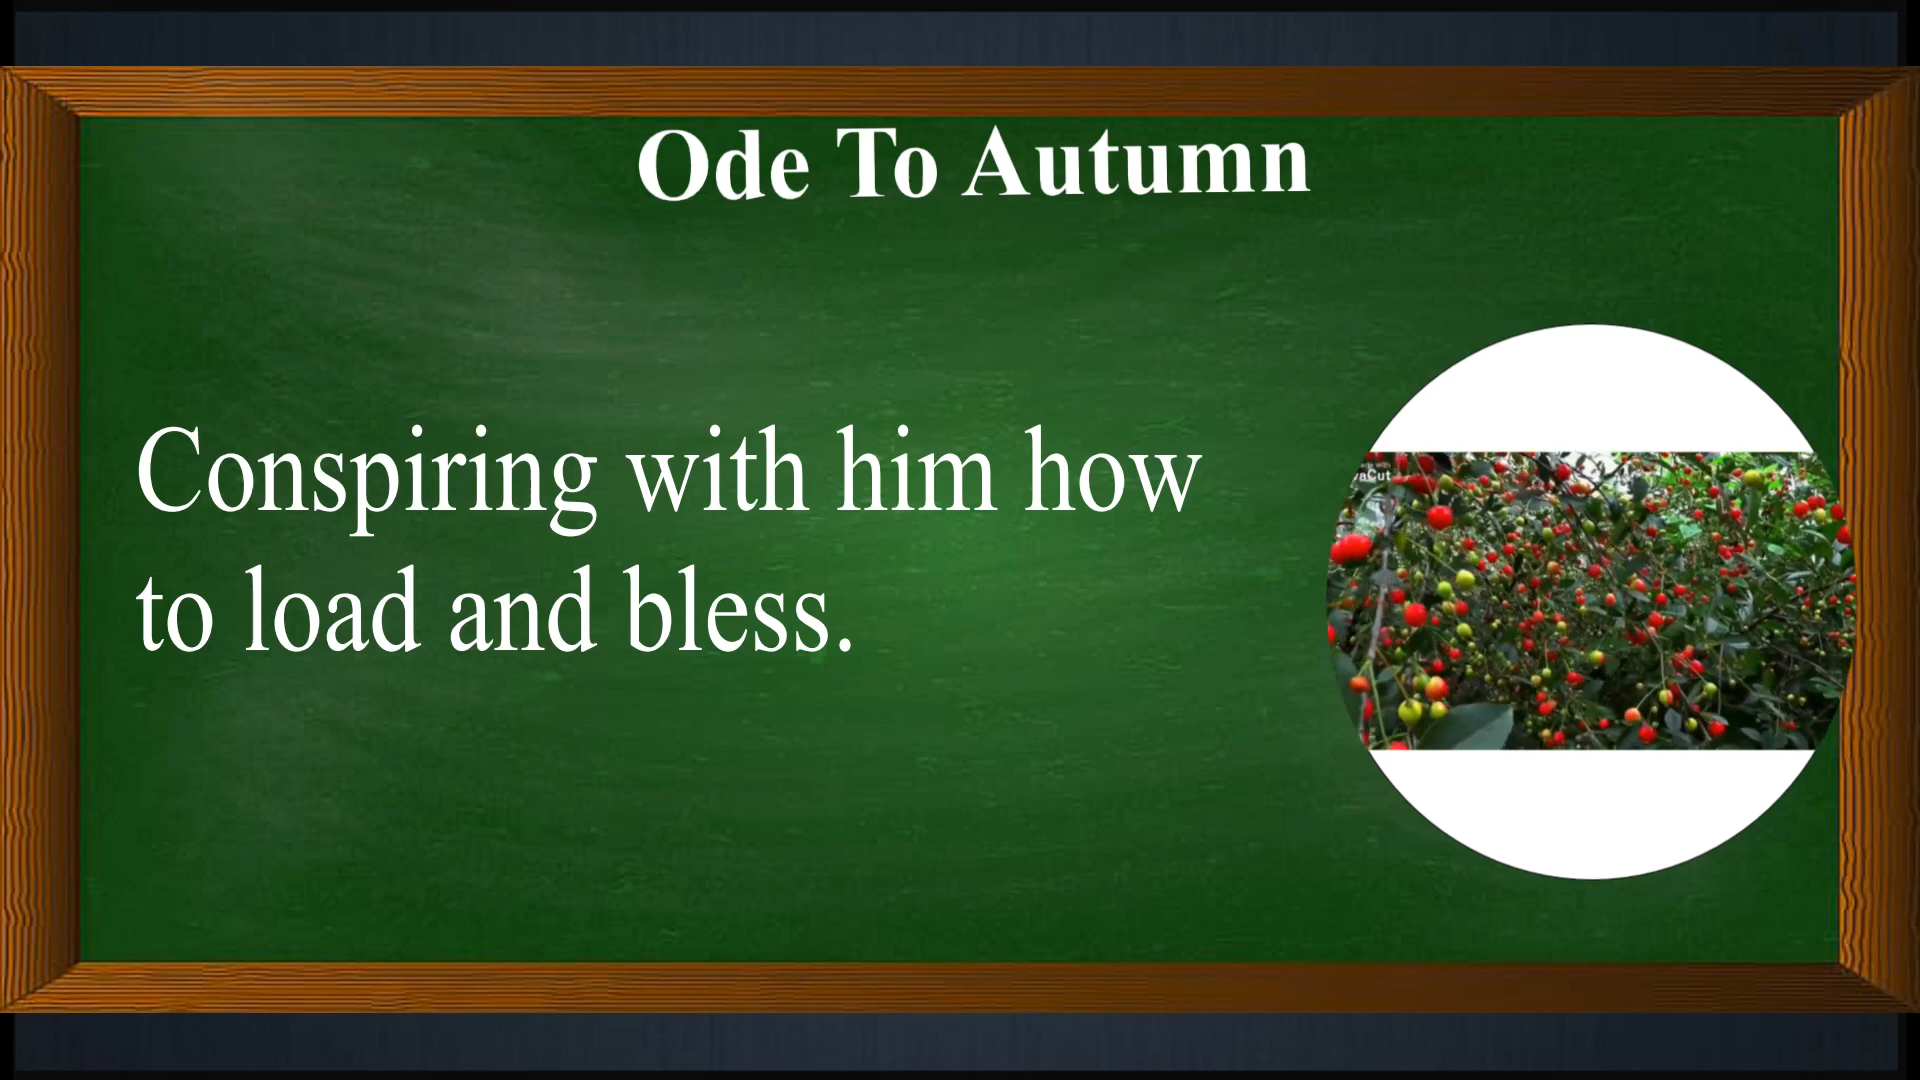 Ode To Autumn
Conspiring with him how
to load and bless.